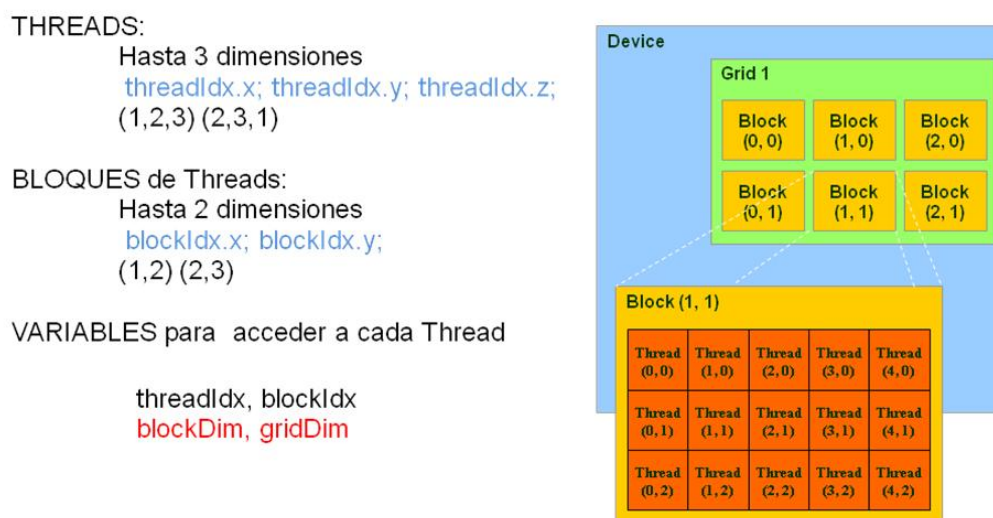 THREADS:
Hasta 3 dimensiones
threadIdx.x; threadIdx.y; threadIdx.z;
(1,2,3) (2,3,1)
BLOQUES de Threads:
Hasta 2 dimensiones
blockIdx.x; blockIdx.y;
(1,2) (2,3)
VARIABLES para acceder a cada Thread
threadIdx, blockIdx
blockDim, gridDim
Device
Grid 1
Block (0, 0)
Block (1, 0)
Block (2, 0)
Block (0, 1)
Block (1, 1)
Block (2, 1)
Block (1, 1)
Thread (0, 0)
Thread (1, 0)
Thread (2, 0)
Thread (3, 0)
Thread (4, 0)
Thread (0, 1)
Thread (1, 1)
Thread (2, 1)
Thread (3, 1)
Thread (4, 1)
Thread (0, 2)
Thread (1, 2)
Thread (2, 2)
Thread (3, 2)
Thread (4, 2)